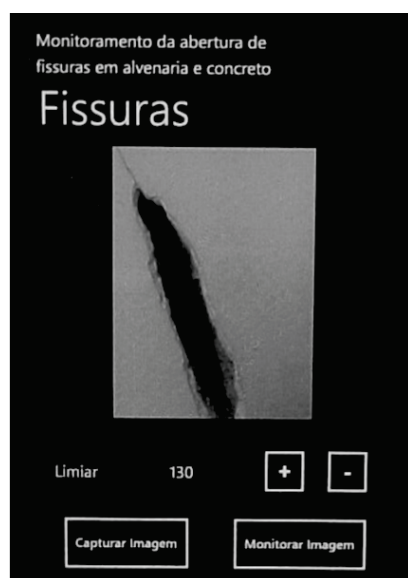 Monitoramento da abertura de
fissuras em alvenaria e concreto
Fissuras
Limiar 130 + -
Capturar Imagem Monitorar Imagem